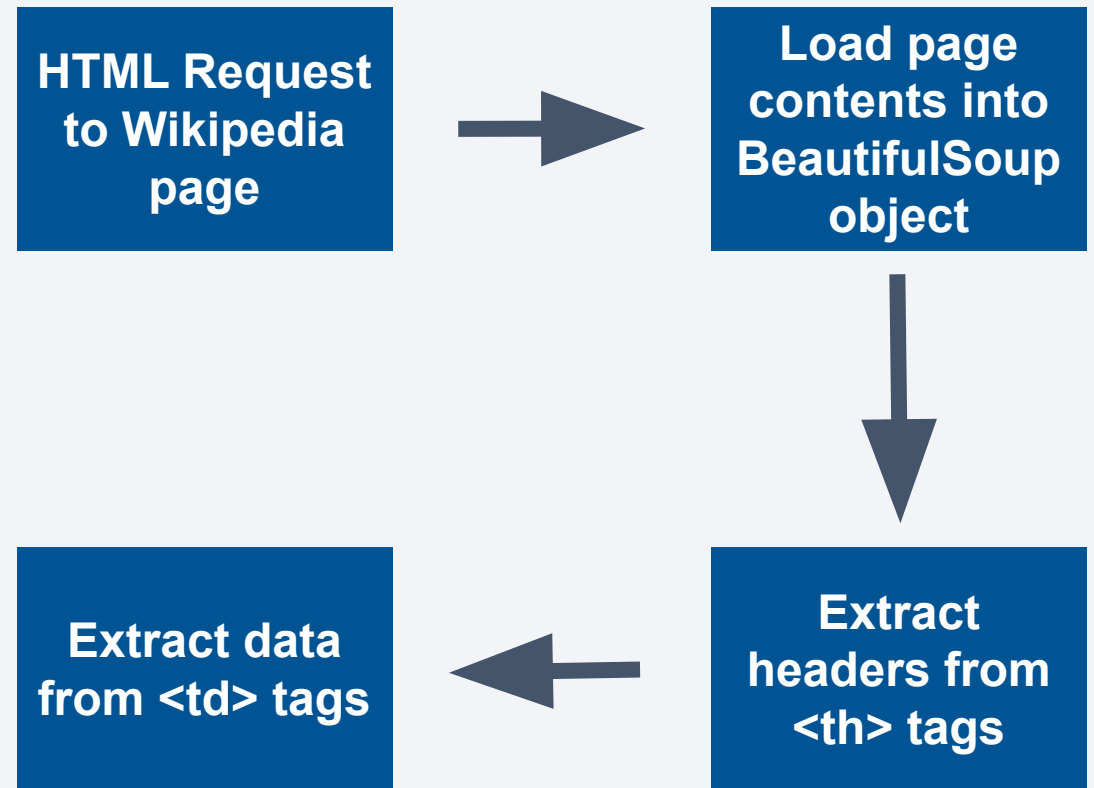 HTML Request
to Wikipedia
page
Load page
contents into
BeautifulSoup
object
Extract
headers from
<th> tags
Extract data
from <td> tags